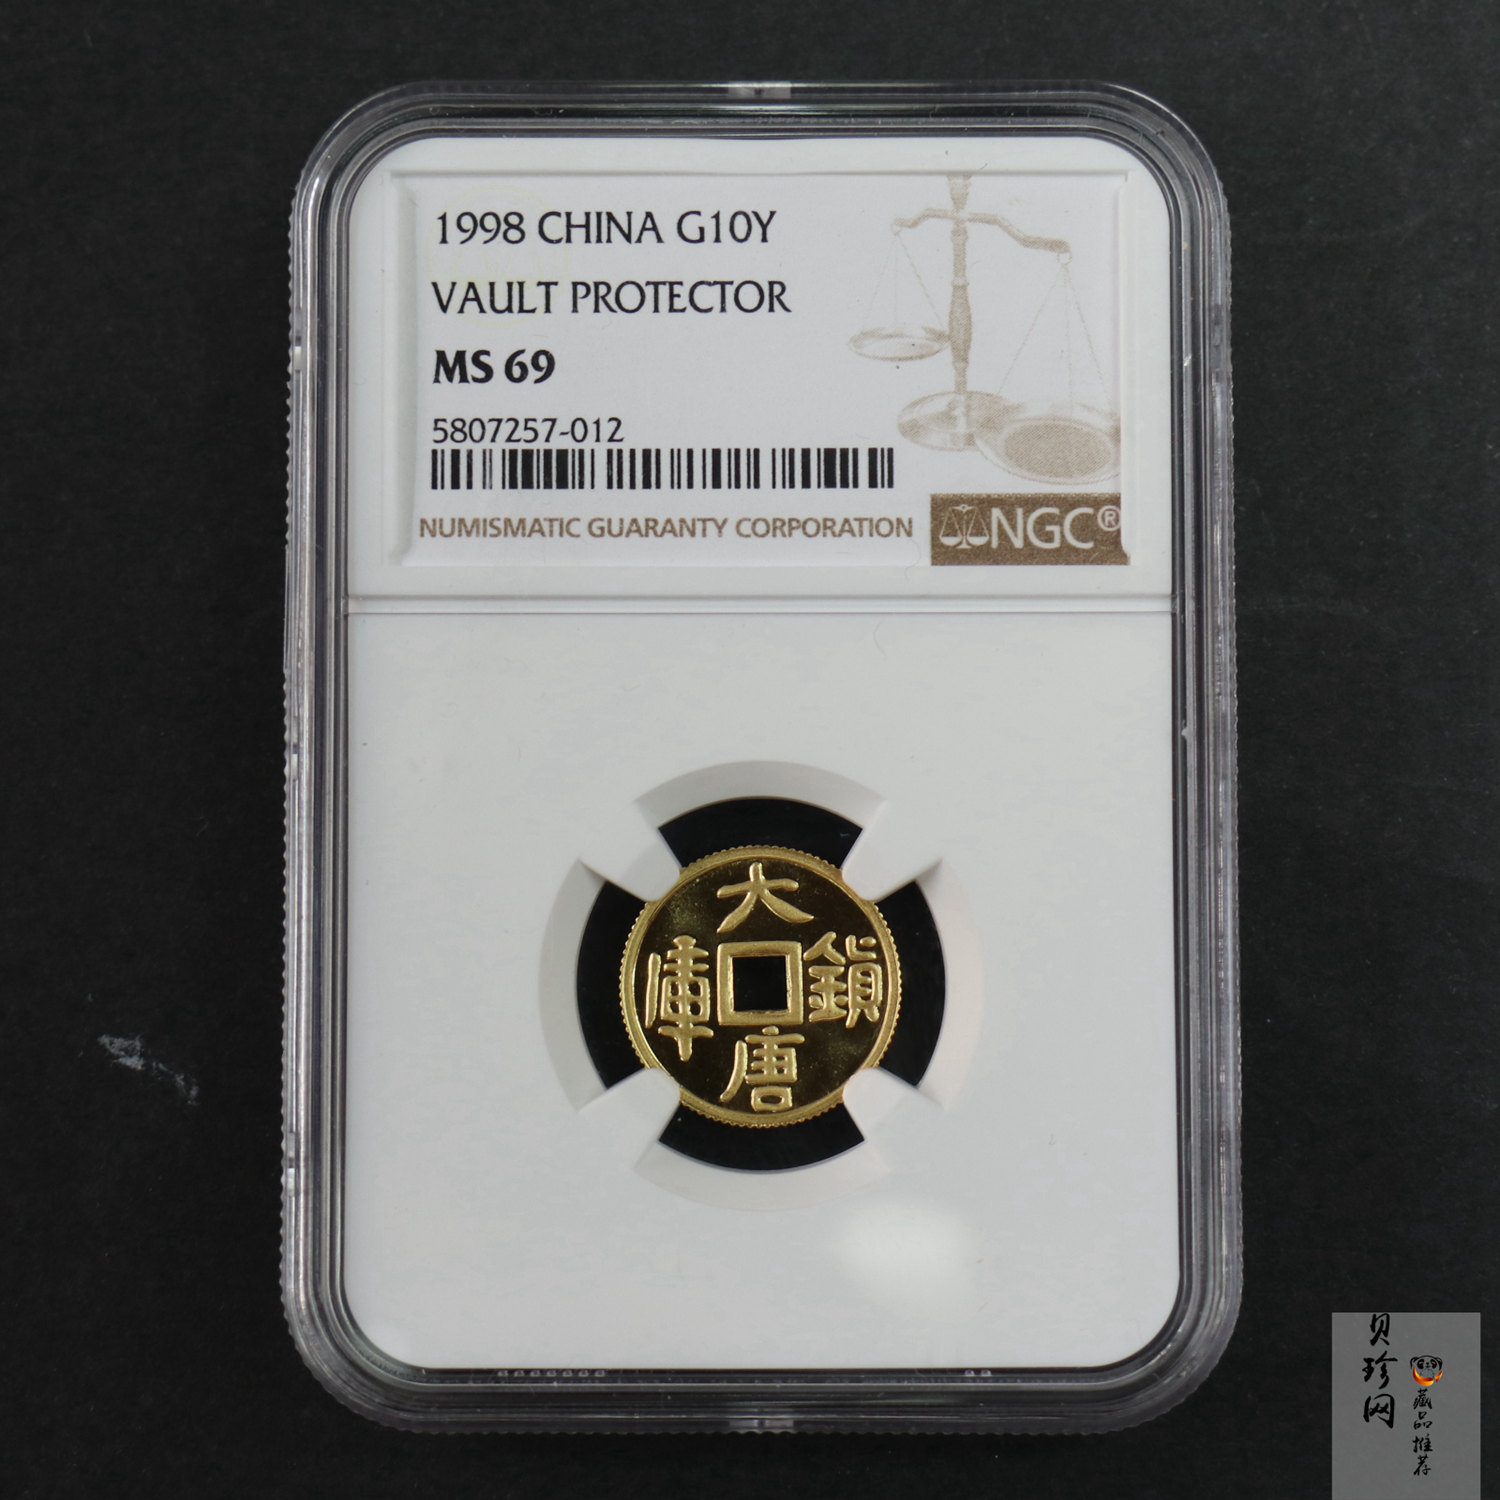 1998 CHINA G10Y
VAULT PROTECTOR
MS 69
5807257-012
NUMISMATIC GUARANTY CORPORATION
NGC®
大
庫 鎮
唐
贝珍网
藏品推荐